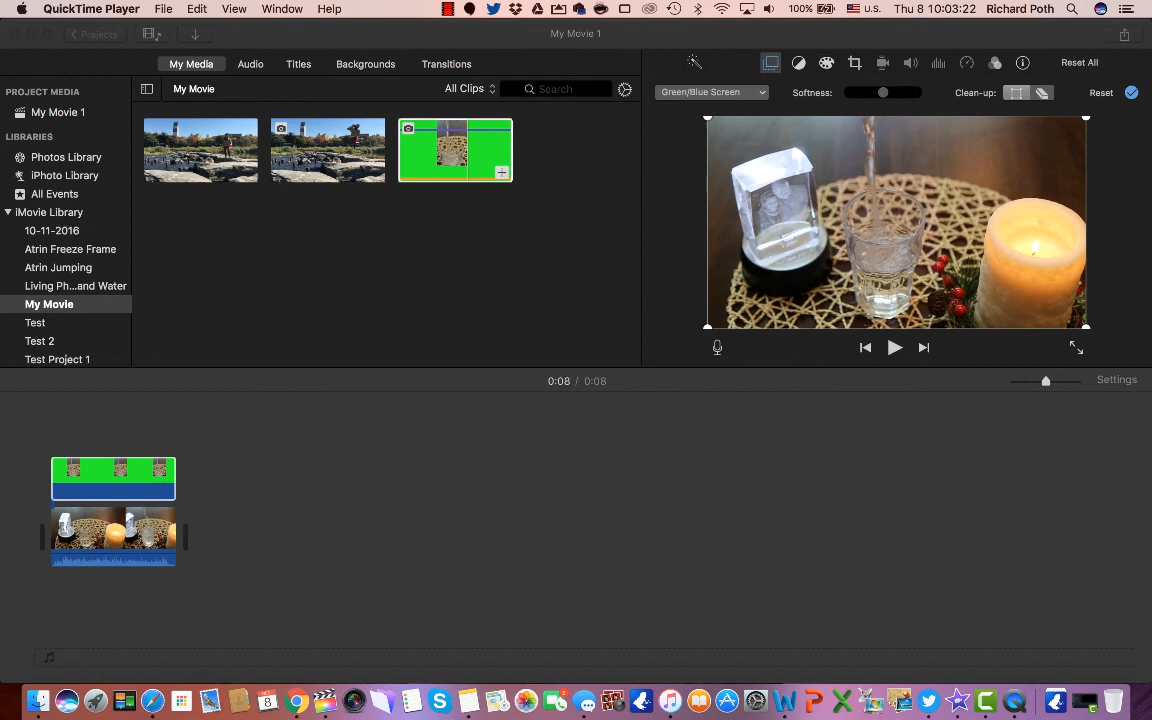 QuickTime Player File Edit View Window Help 100% U.S. Thu 8 10:03:22 Richard Poth
Projects My Movie 1
My Media Audio Titles Backgrounds Transitions Reset All
PROJECT MEDIA
My Movie 1
LIBRARIES
Photos Library
iPhoto Library
All Events
iMovie Library
10-11-2016
Atrin Freeze Frame
Atrin Jumping
Living Ph...and Water
My Movie
Test
Test 2
Test Project 1
My Movie All Clips Search
Green/Blue Screen Softness: Clean-up: Reset
0:08 / 0:08 Settings